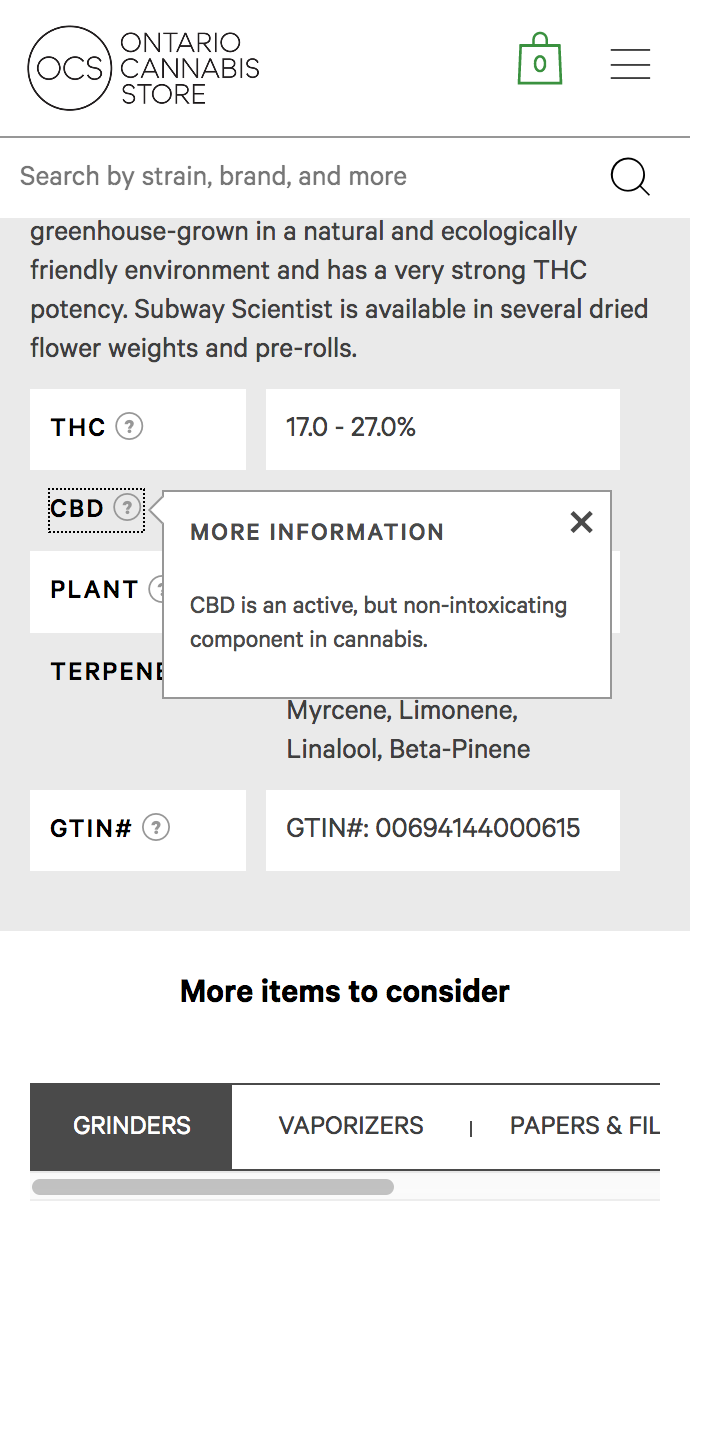 OCS
ONTARIO
CANNABIS
STORE
0
Search by strain, brand, and more
greenhouse-grown in a natural and ecologically
friendly environment and has a very strong THC
potency. Subway Scientist is available in several dried
flower weights and pre-rolls.
THC ?
17.0 - 27.0%
CBD ?
MORE INFORMATION
CBD is an active, but non-intoxicating
component in cannabis.
PLANT ?
TERPENE
Myrcene, Limonene,
Linalool, Beta-Pinene
GTIN# ?
GTIN#: 00694144000615
More items to consider
GRINDERS
VAPORIZERS | PAPERS & FIL